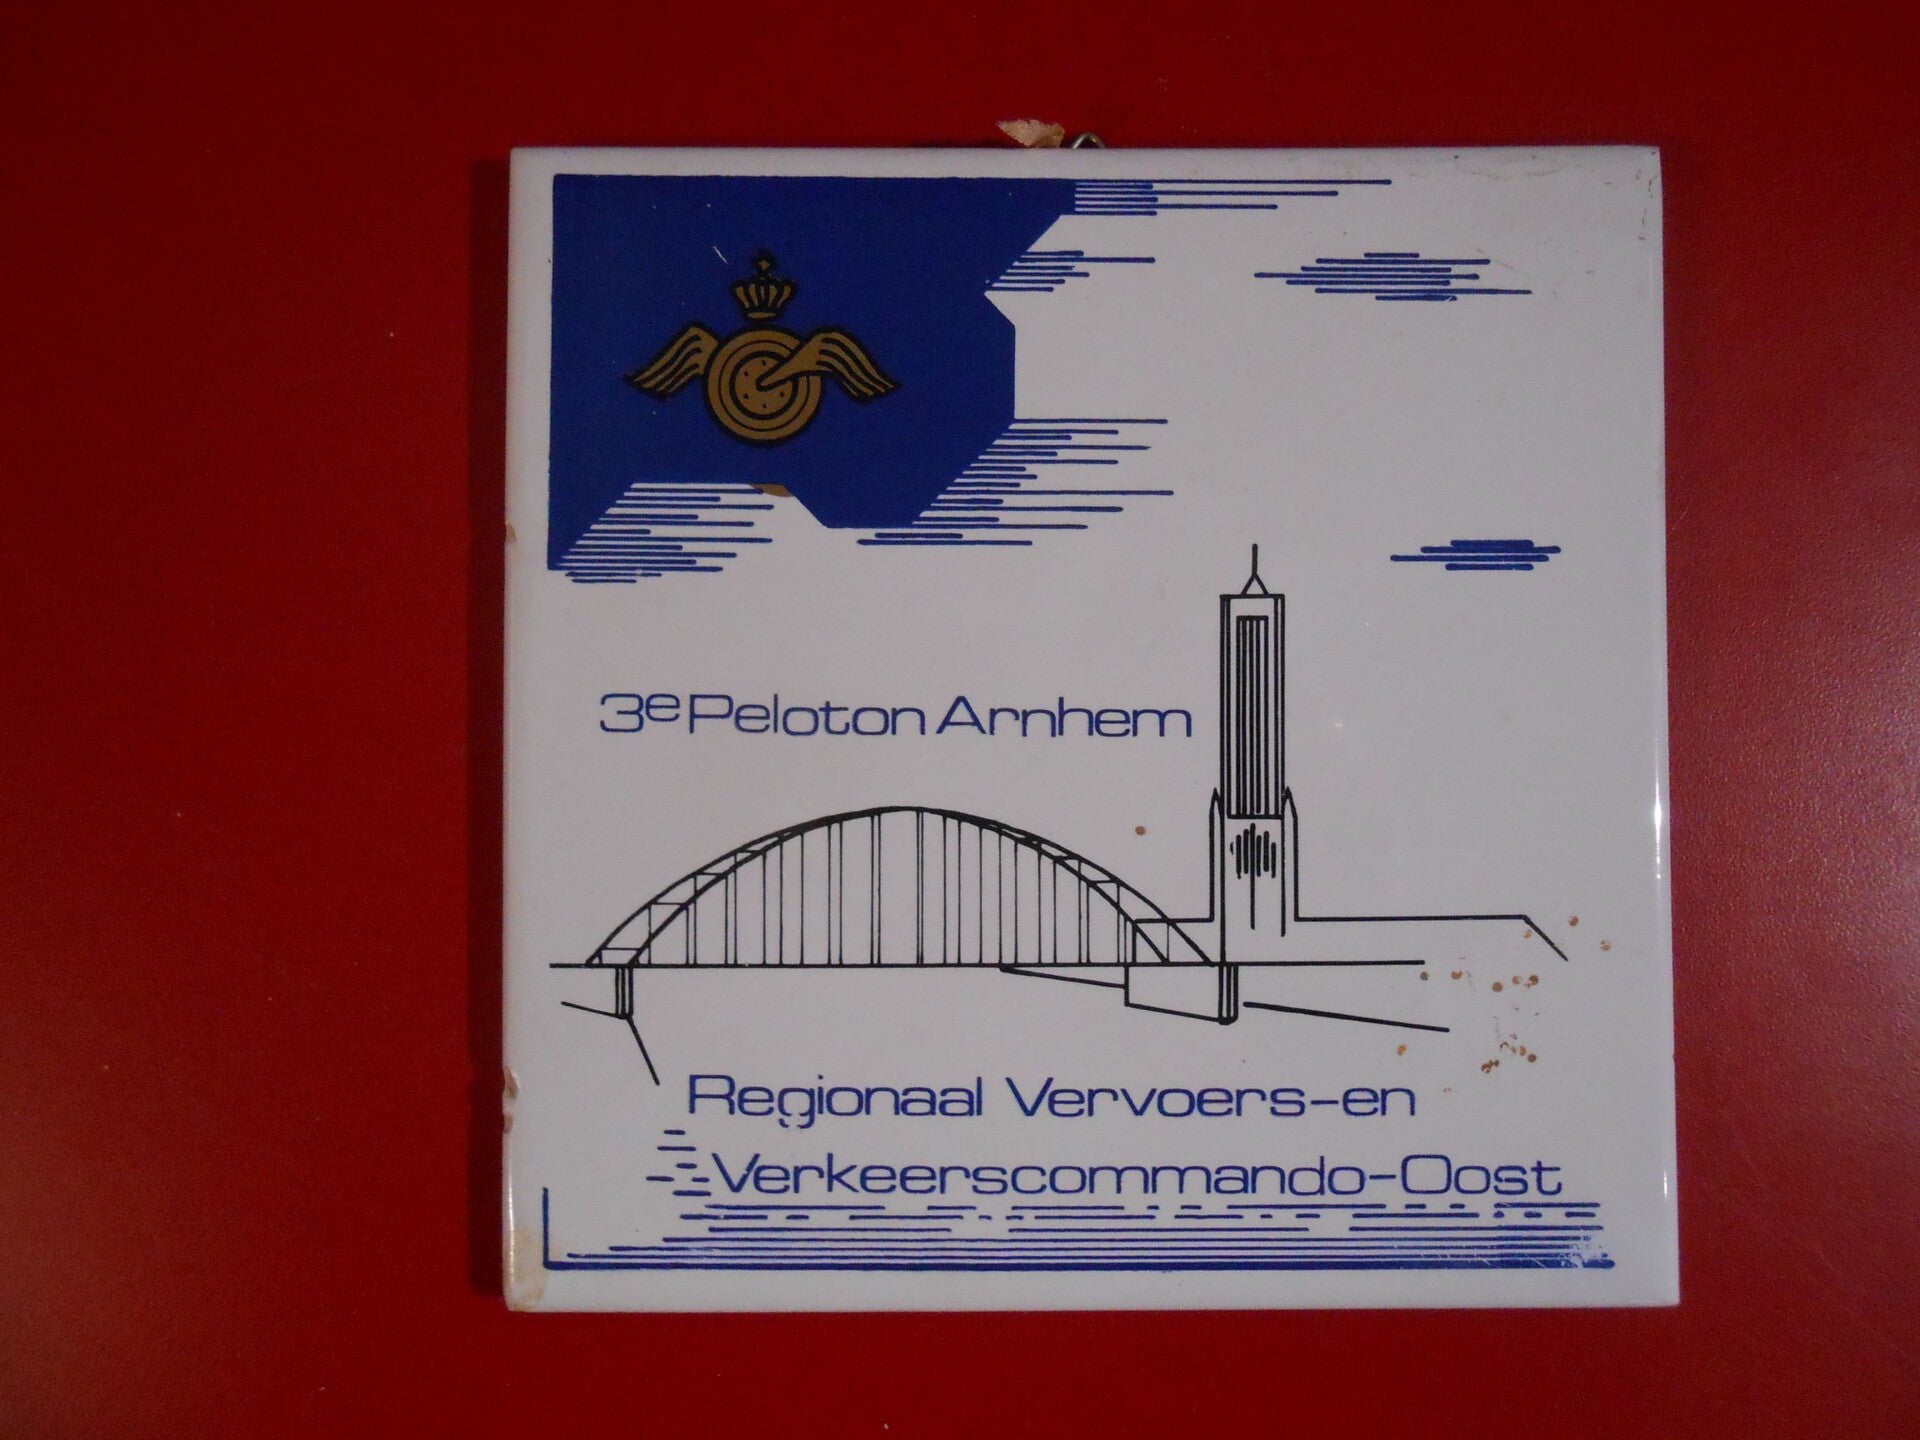 3e Peloton Arnhem
Regionaal Vervoers-en
Verkeerscommando-Oost